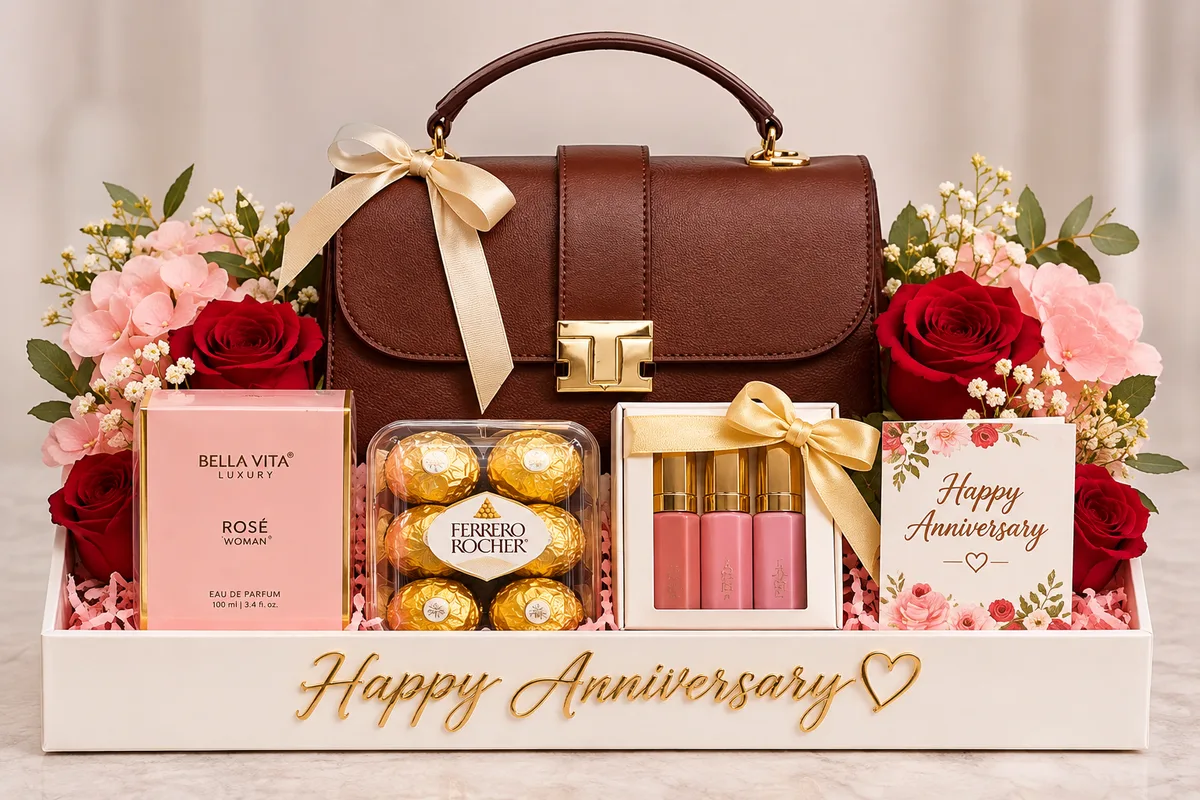 BELLA VITA®
LUXURY
ROSÉ
WOMAN®
EAU DE PARFUM
100 ml | 3.4 fl. oz.
FERRERO
ROCHER®
Happy
Anniversary
Happy Anniversary